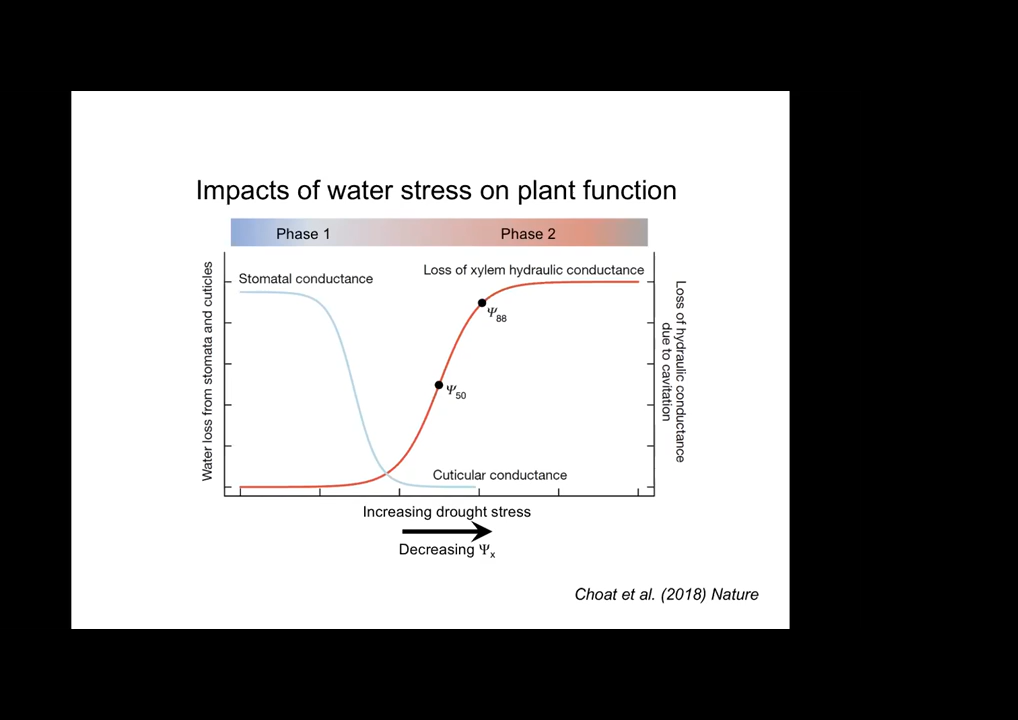 Impacts of water stress on plant function
Phase 1
Phase 2
Stomatal conductance
Loss of xylem hydraulic conductance
Ψ88
Ψ50
Cuticular conductance
Water loss from stomata and cuticles
Loss of hydraulic conductance
due to cavitation
Increasing drought stress
Decreasing Ψx
Choat et al. (2018) Nature